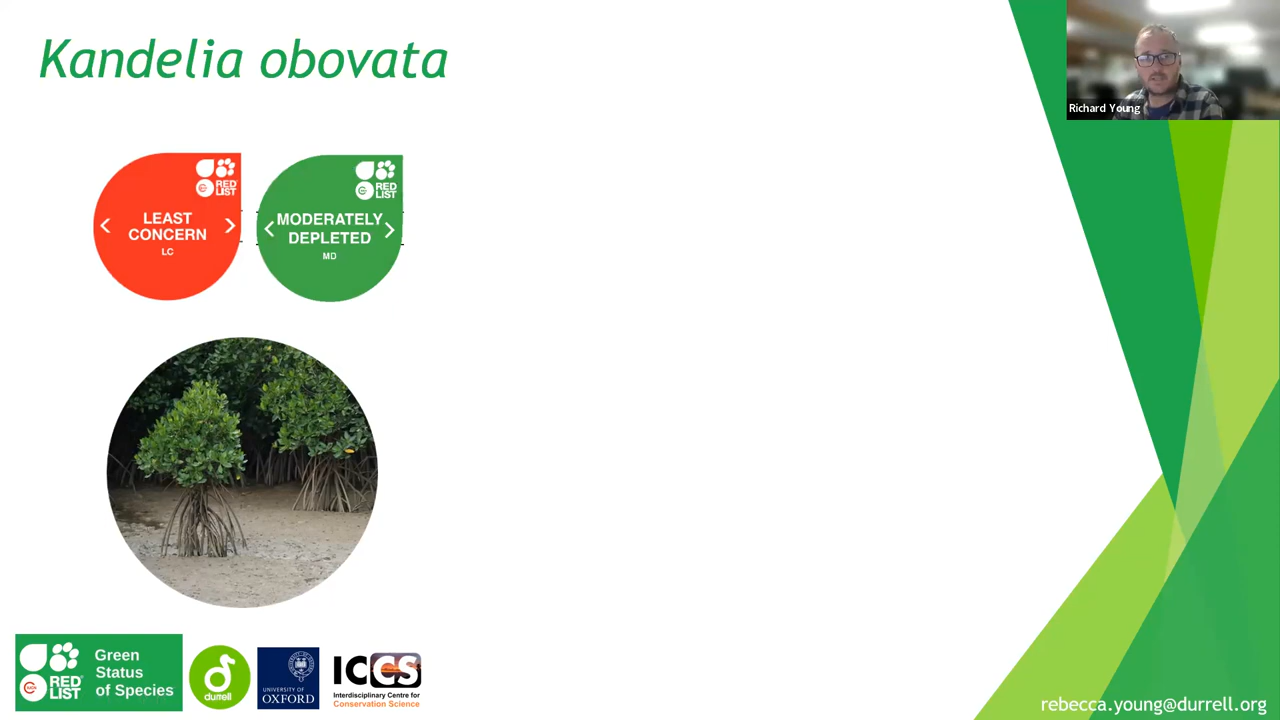 Kandelia obovata
Richard Young
RED
LIST
< LEAST >
CONCERN
LC
RED
LIST
< MODERATELY >
DEPLETED
MD
RED
LIST
Green
Status
of Species
durrell
UNIVERSITY OF
OXFORD
ICCS
Interdisciplinary Centre for
Conservation Science
rebecca.young@durrell.org